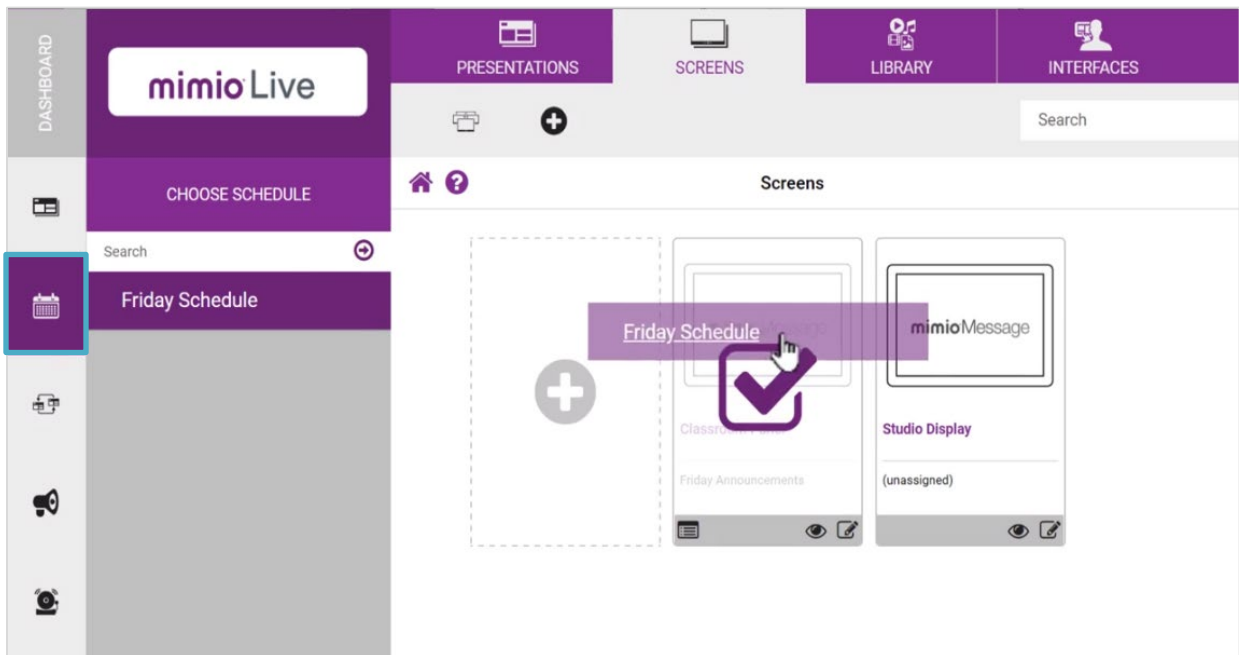 DASHBOARD
mimio Live
PRESENTATIONS
SCREENS
LIBRARY
INTERFACES
Search
CHOOSE SCHEDULE
Screens
Search
Friday Schedule
Friday Schedule
mimioMessage
Studio Display
Friday Announcements
(unassigned)